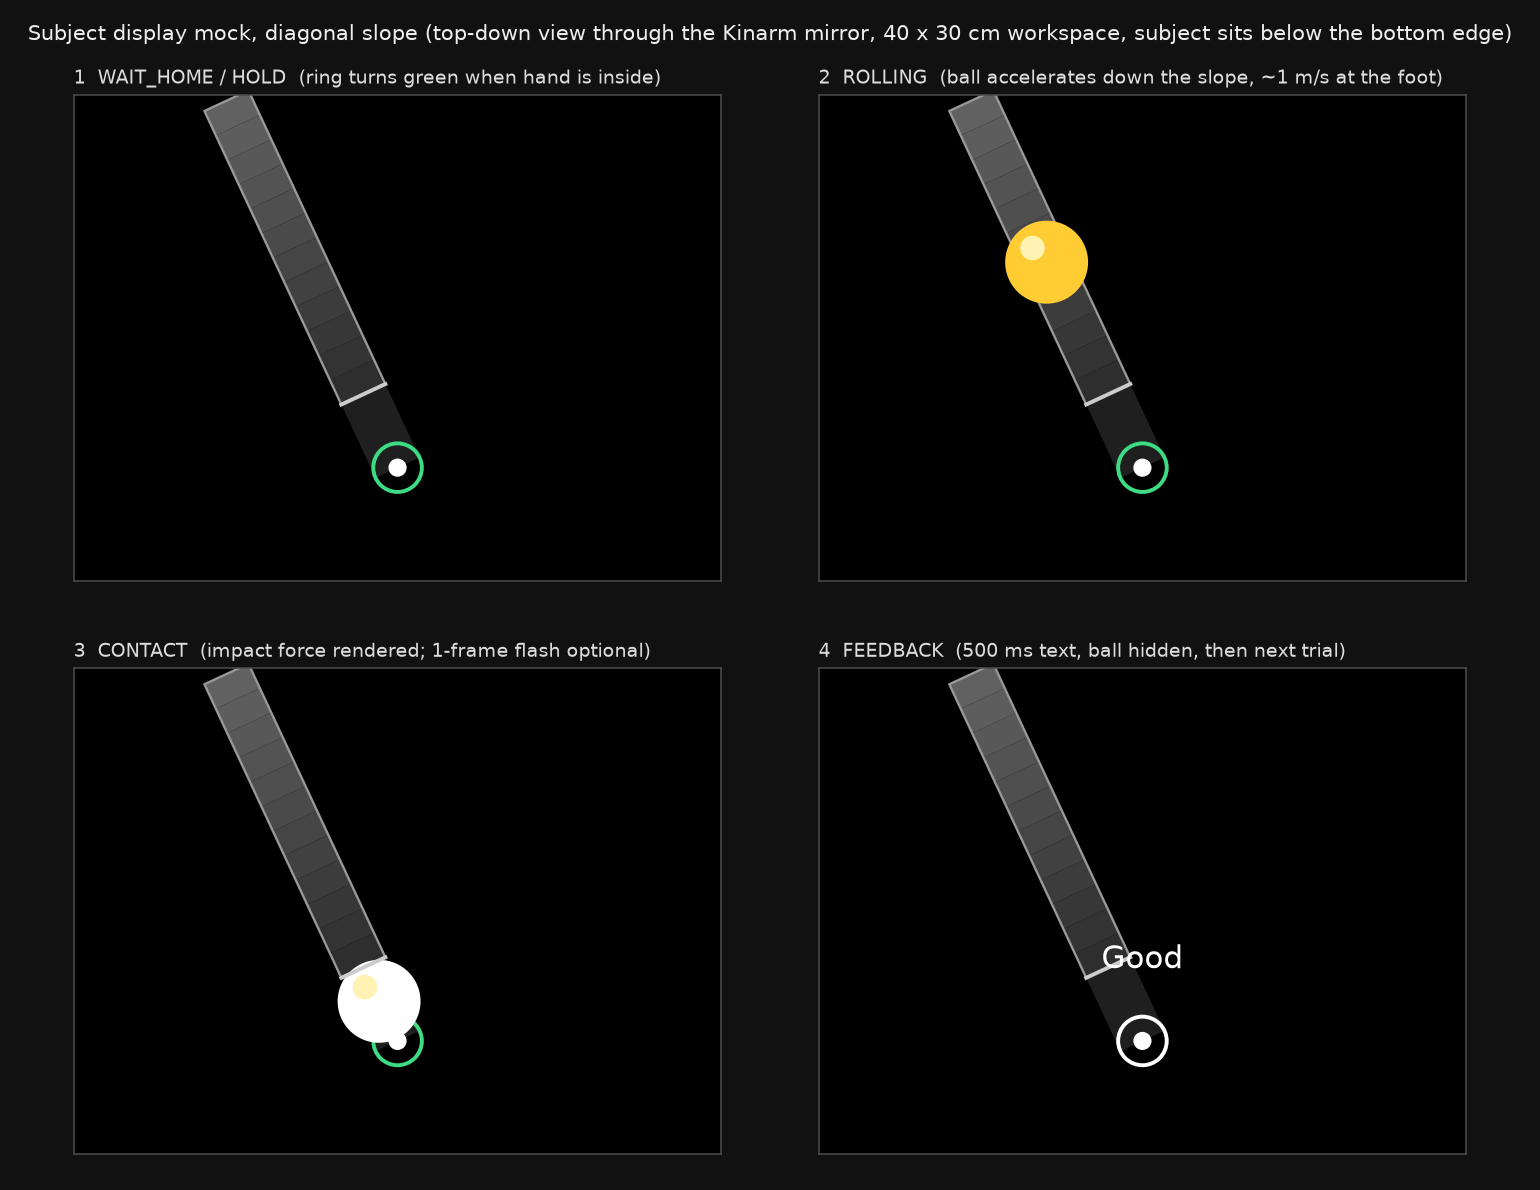 Subject display mock, diagonal slope (top-down view through the Kinarm mirror, 40 x 30 cm workspace, subject sits below the bottom edge)
1 WAIT_HOME / HOLD (ring turns green when hand is inside)
2 ROLLING (ball accelerates down the slope, ~1 m/s at the foot)
3 CONTACT (impact force rendered; 1-frame flash optional)
4 FEEDBACK (500 ms text, ball hidden, then next trial)
Good